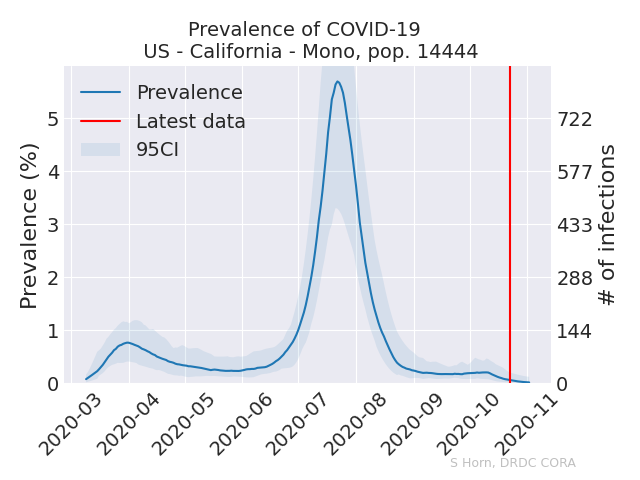 Prevalence of COVID-19
US - California - Mono, pop. 14444
Prevalence
Latest data
95CI
Prevalence (%)
5
4
3
2
1
0
722
577
433
288
144
0
# of infections
2020-03
2020-04
2020-05
2020-06
2020-07
2020-08
2020-09
2020-10
2020-11
S Horn, DRDC CORA